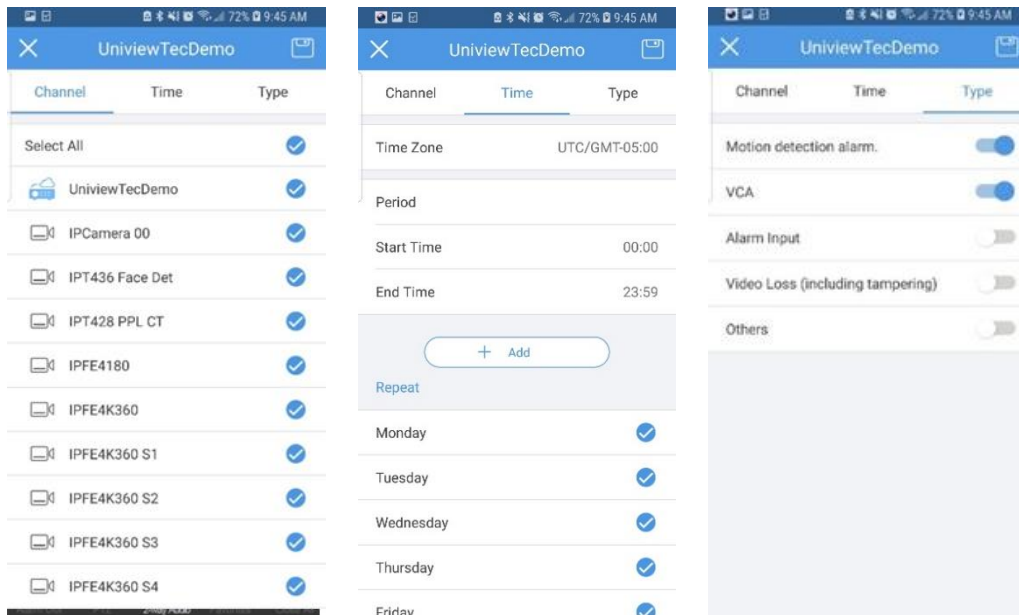 72% 9:45 AM
UniviewTecDemo
Channel Time Type
Select All
UniviewTecDemo
IPCamera 00
IPT436 Face Det
IPT428 PPL CT
IPFE4180
IPFE4K360
IPFE4K360 S1
IPFE4K360 S2
IPFE4K360 S3
IPFE4K360 S4
2-Way Audio
72% 9:45 AM
UniviewTecDemo
Channel Time Type
Time Zone UTC/GMT-05:00
Period
Start Time 00:00
End Time 23:59
+ Add
Repeat
Monday
Tuesday
Wednesday
Thursday
Friday
72% 9:45 AM
UniviewTecDemo
Channel Time Type
Motion detection alarm.
VCA
Alarm Input
Video Loss (including tampering)
Others